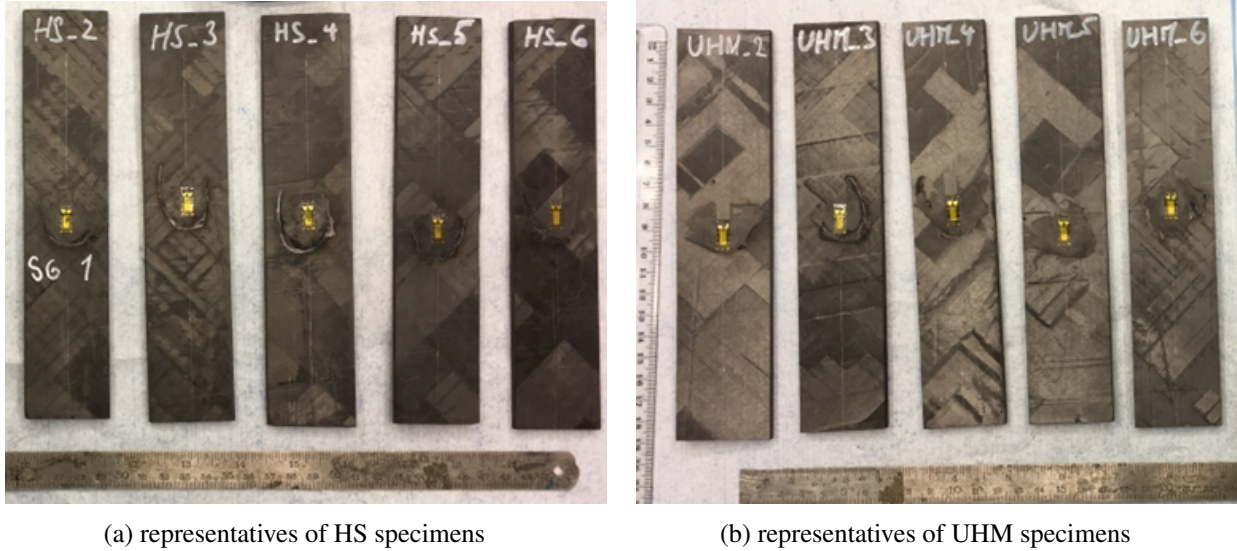 HS_2
HS_3
HS_4
HS_5
HS_6
SG 1
UHM_2
UHM_3
UHM_4
UHM_5
UHM_6
(a) representatives of HS specimens
(b) representatives of UHM specimens